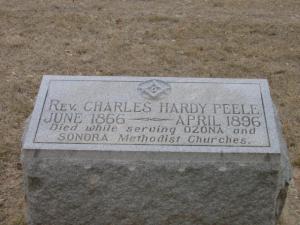 REV. CHARLES HARDY PEELE
JUNE 1866 — APRIL 1896
Died while serving OZONA and
SONORA Methodist Churches.